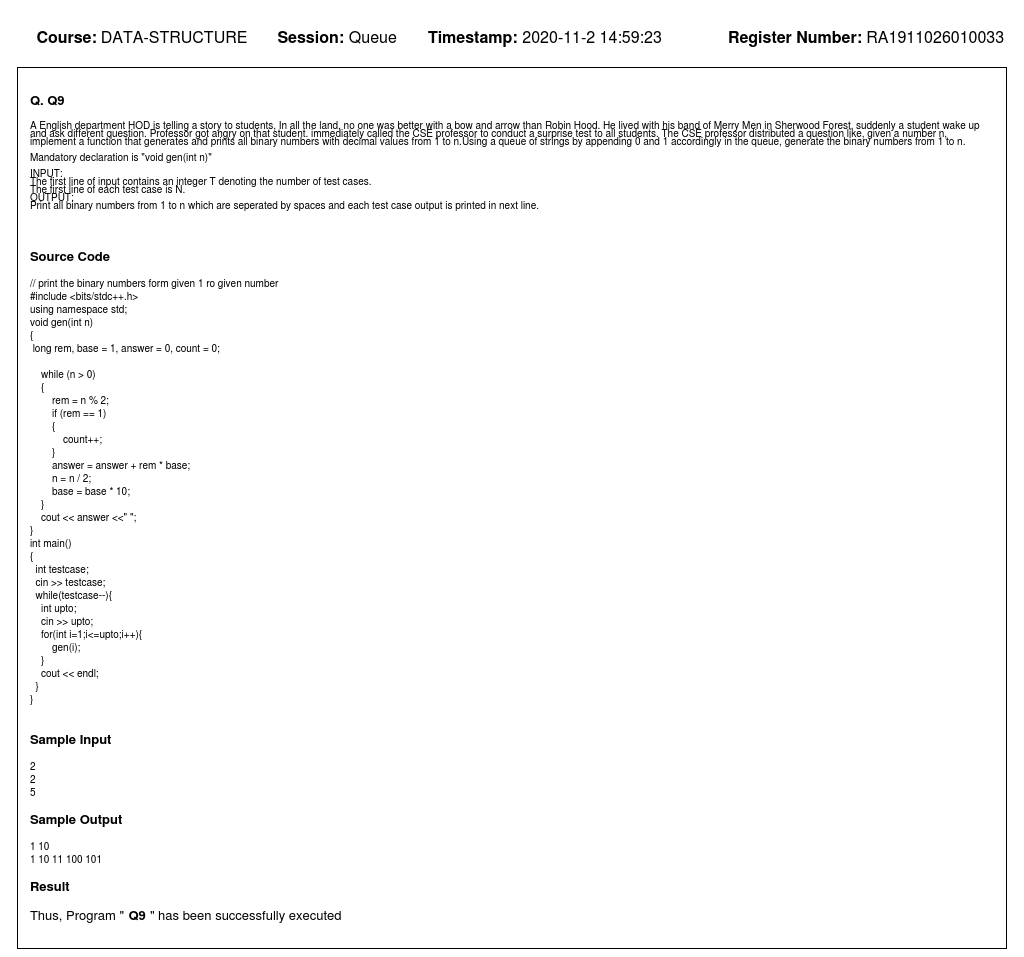 Course: DATA-STRUCTURE Session: Queue Timestamp: 2020-11-2 14:59:23 Register Number: RA1911026010033
Q. Q9
A English department HOD is telling a story to students. In all the land, no one was better with a bow and arrow than Robin Hood. He lived with his band of Merry Men in Sherwood Forest, suddenly a student wake up
and ask different question. Professor got angry on that student. immediately called the CSE professor to conduct a surprise test to all students. The CSE professor distributed a question like, given a number n,
implement a function that generates and prints all binary numbers with decimal values from 1 to n.Using a queue of strings by appending 0 and 1 accordingly in the queue, generate the binary numbers from 1 to n.
Mandatory declaration is "void gen(int n)"
INPUT:
The first line of input contains an integer T denoting the number of test cases.
The first line of each test case is N.
OUTPUT:
Print all binary numbers from 1 to n which are seperated by spaces and each test case output is printed in next line.
Source Code
// print the binary numbers form given 1 ro given number
#include <bits/stdc++.h>
using namespace std;
void gen(int n)
{
long rem, base = 1, answer = 0, count = 0;
while (n > 0)
{
rem = n % 2;
if (rem == 1)
{
count++;
}
answer = answer + rem * base;
n = n / 2;
base = base * 10;
}
cout << answer <<" ";
}
int main()
{
int testcase;
cin >> testcase;
while(testcase--){
int upto;
cin >> upto;
for(int i=1;i<=upto;i++){
gen(i);
}
cout << endl;
}
}
Sample Input
2
2
5
Sample Output
1 10
1 10 11 100 101
Result
Thus, Program " Q9 " has been successfully executed